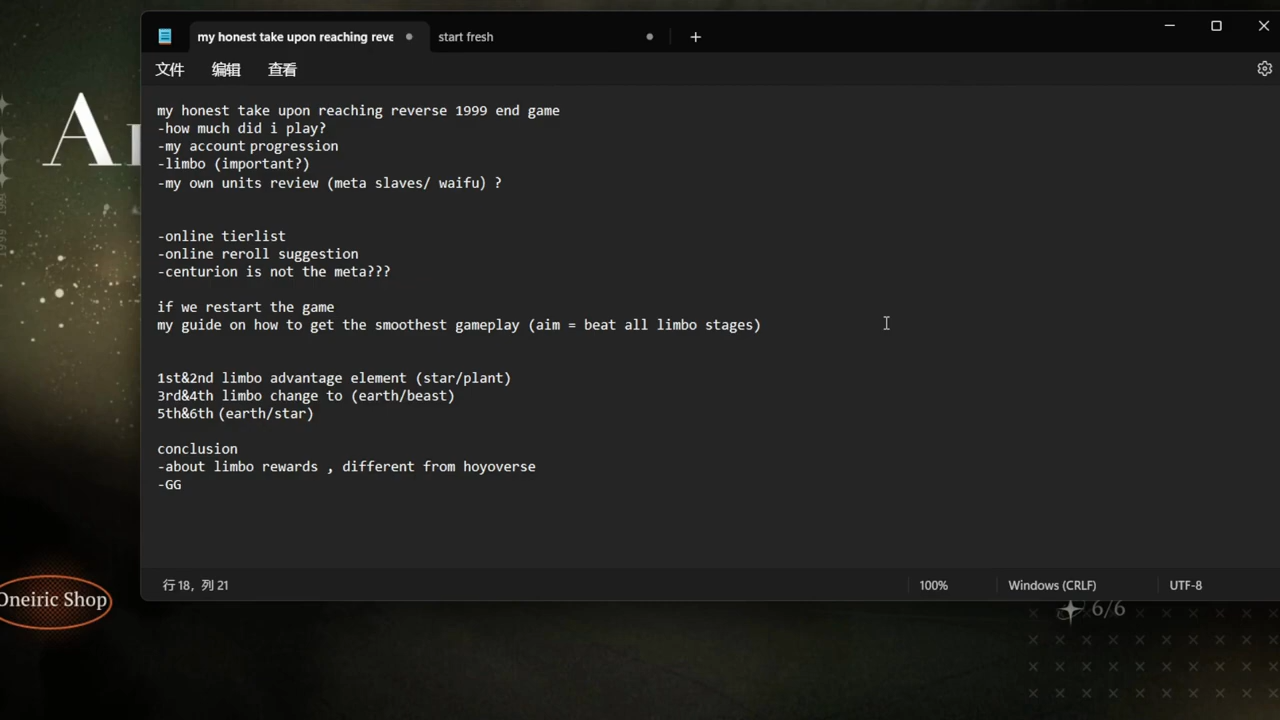 my honest take upon reaching reve
start fresh
文件 编辑 查看
my honest take upon reaching reverse 1999 end game
-how much did i play?
-my account progression
-limbo (important?)
-my own units review (meta slaves/ waifu) ?
-online tierlist
-online reroll suggestion
-centurion is not the meta???
if we restart the game
my guide on how to get the smoothest gameplay (aim = beat all limbo stages)
1st&2nd limbo advantage element (star/plant)
3rd&4th limbo change to (earth/beast)
5th&6th (earth/star)
conclusion
-about limbo rewards , different from hoyoverse
-GG
行 18，列 21
100%
Windows (CRLF)
UTF-8
Oneiric Shop
6/6